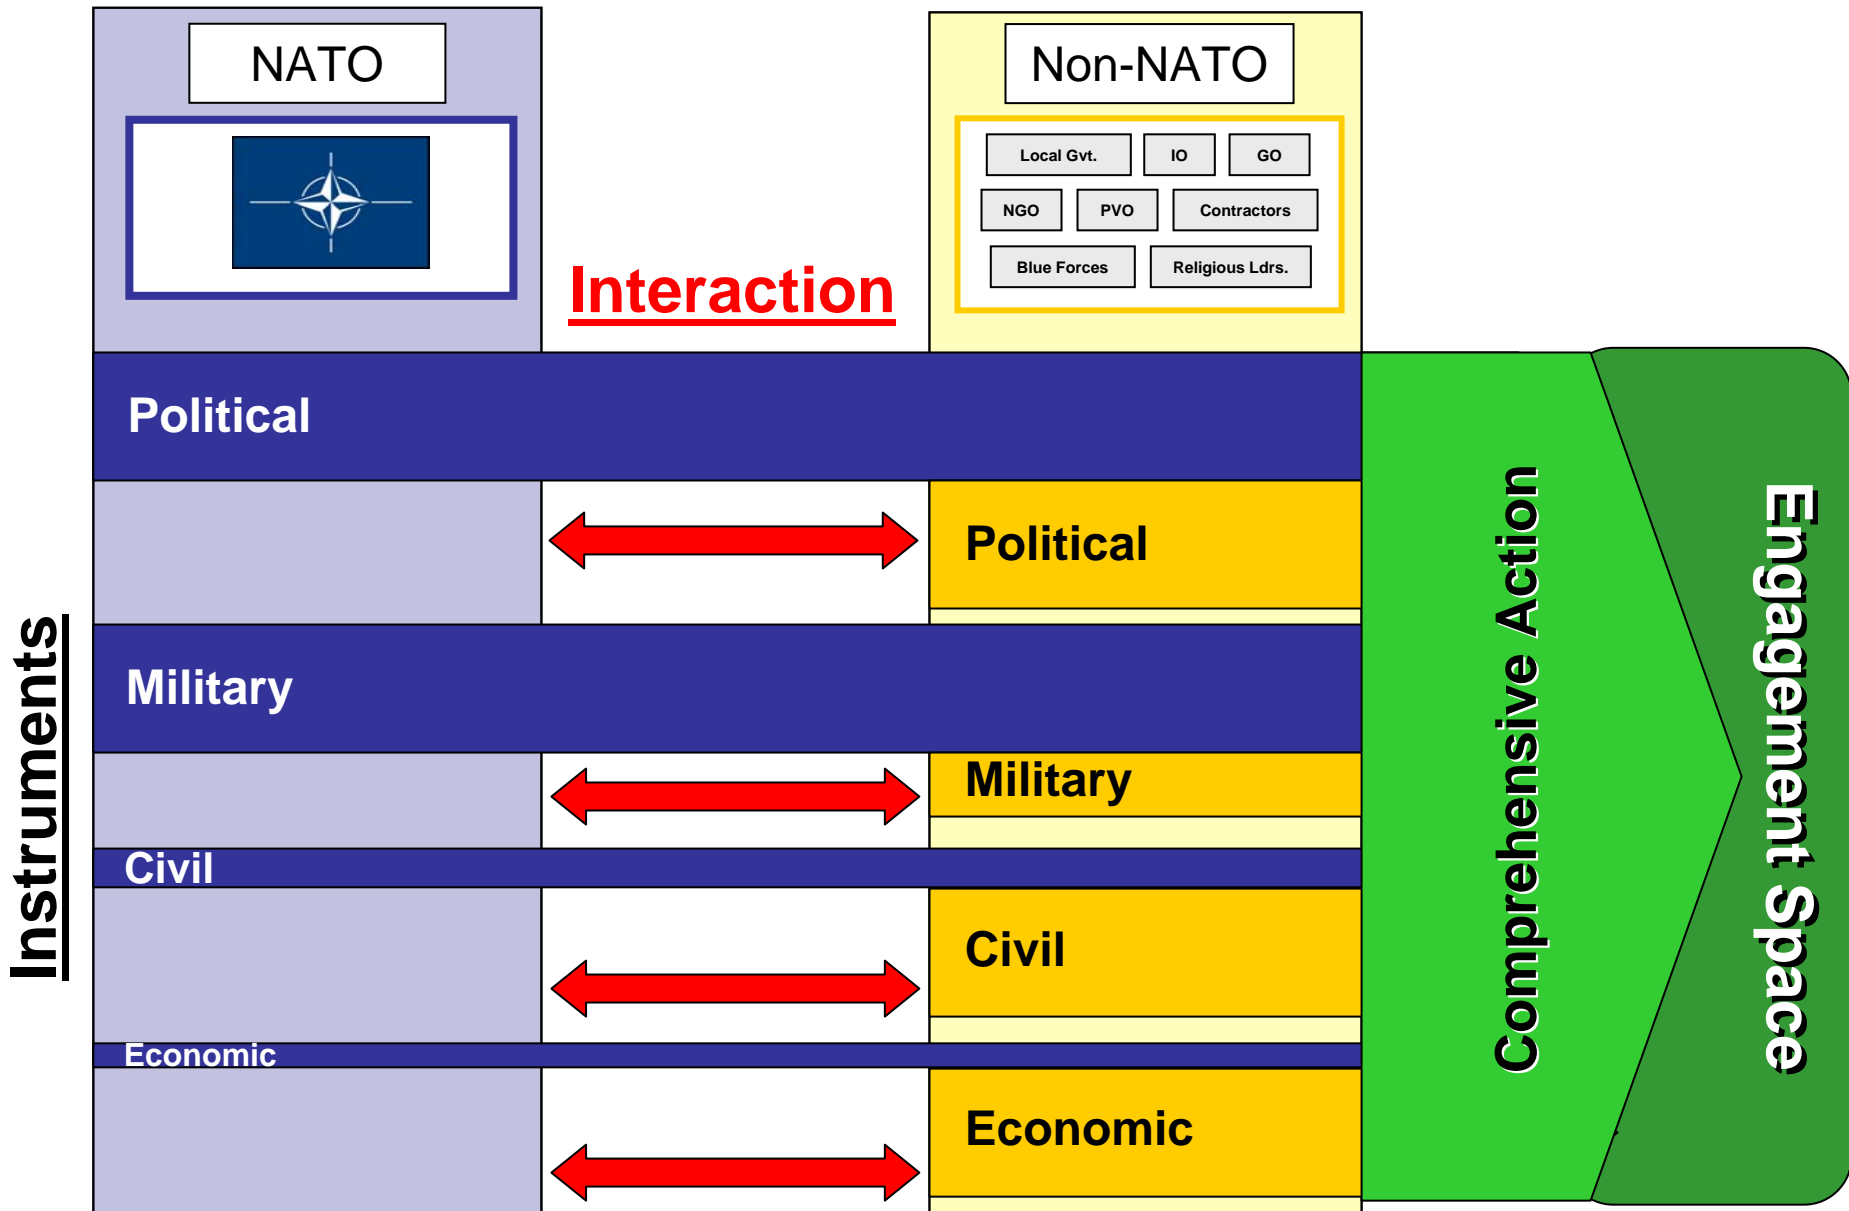 NATO
Non-NATO
Local Gvt.
IO
GO
NGO
PVO
Contractors
Blue Forces
Religious Ldrs.
Interaction
Instruments
Political
Political
Military
Military
Civil
Civil
Economic
Economic
Comprehensive Action
Engagement Space